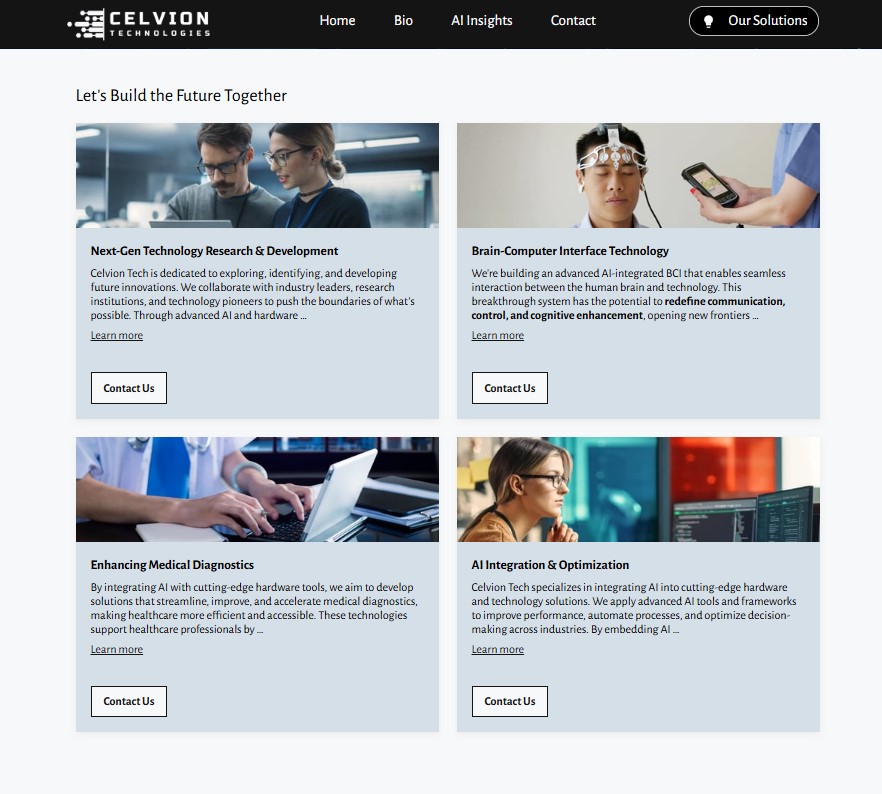 CELVION
TECHNOLOGIES
Home
Bio
AI Insights
Contact
Our Solutions
Let's Build the Future Together
Next-Gen Technology Research & Development
Celvion Tech is dedicated to exploring, identifying, and developing
future innovations. We collaborate with industry leaders, research
institutions, and technology pioneers to push the boundaries of what's
possible. Through advanced AI and hardware ...
Learn more
Contact Us
Brain-Computer Interface Technology
We're building an advanced AI-integrated BCI that enables seamless
interaction between the human brain and technology. This
breakthrough system has the potential to redefine communication,
control, and cognitive enhancement, opening new frontiers ...
Learn more
Contact Us
Enhancing Medical Diagnostics
By integrating AI with cutting-edge hardware tools, we aim to develop
solutions that streamline, improve, and accelerate medical diagnostics,
making healthcare more efficient and accessible. These technologies
support healthcare professionals by ...
Learn more
Contact Us
AI Integration & Optimization
Celvion Tech specializes in integrating AI into cutting-edge hardware
and technology solutions. We apply advanced AI tools and frameworks
to improve performance, automate processes, and optimize decision-
making across industries. By embedding AI ...
Learn more
Contact Us